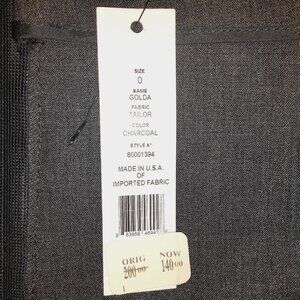 SIZE
0
NAME
GOLDA
FABRIC
TAILOR
COLOR
CHARCOAL
STYLE #
80001394
MADE IN U.S.A.
OF
IMPORTED FABRIC
ORIG NOW
200 00 140 00
1